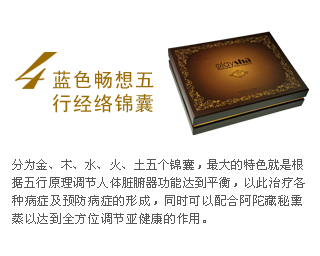 4
蓝色畅想五
行经络锦囊
playsha
分为金、木、水、火、土五个锦囊，最大的特色就是根
据五行原理调节人体脏腑器功能达到平衡，以此治疗各
种病症及预防病症的形成，同时可以配合阿陀藏秘熏
蒸以达到全方位调节亚健康的作用。